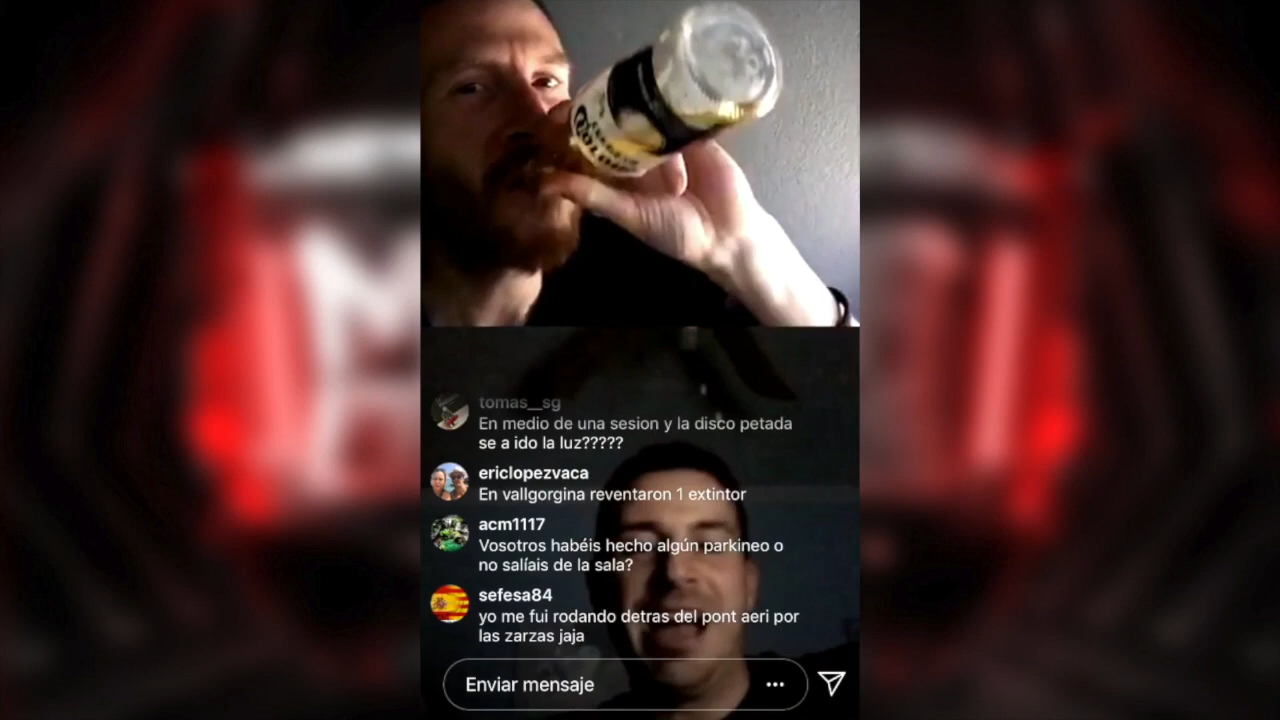 Corona
tomas__sg
En medio de una sesion y la disco petada
se a ido la luz?????
ericlopezvaca
En vallgorgina reventaron 1 extintor
acm1117
Vosotros habéis hecho algún parkineo o
no salíais de la sala?
sefesa84
yo me fui rodando detras del pont aeri por
las zarzas jaja
Enviar mensaje